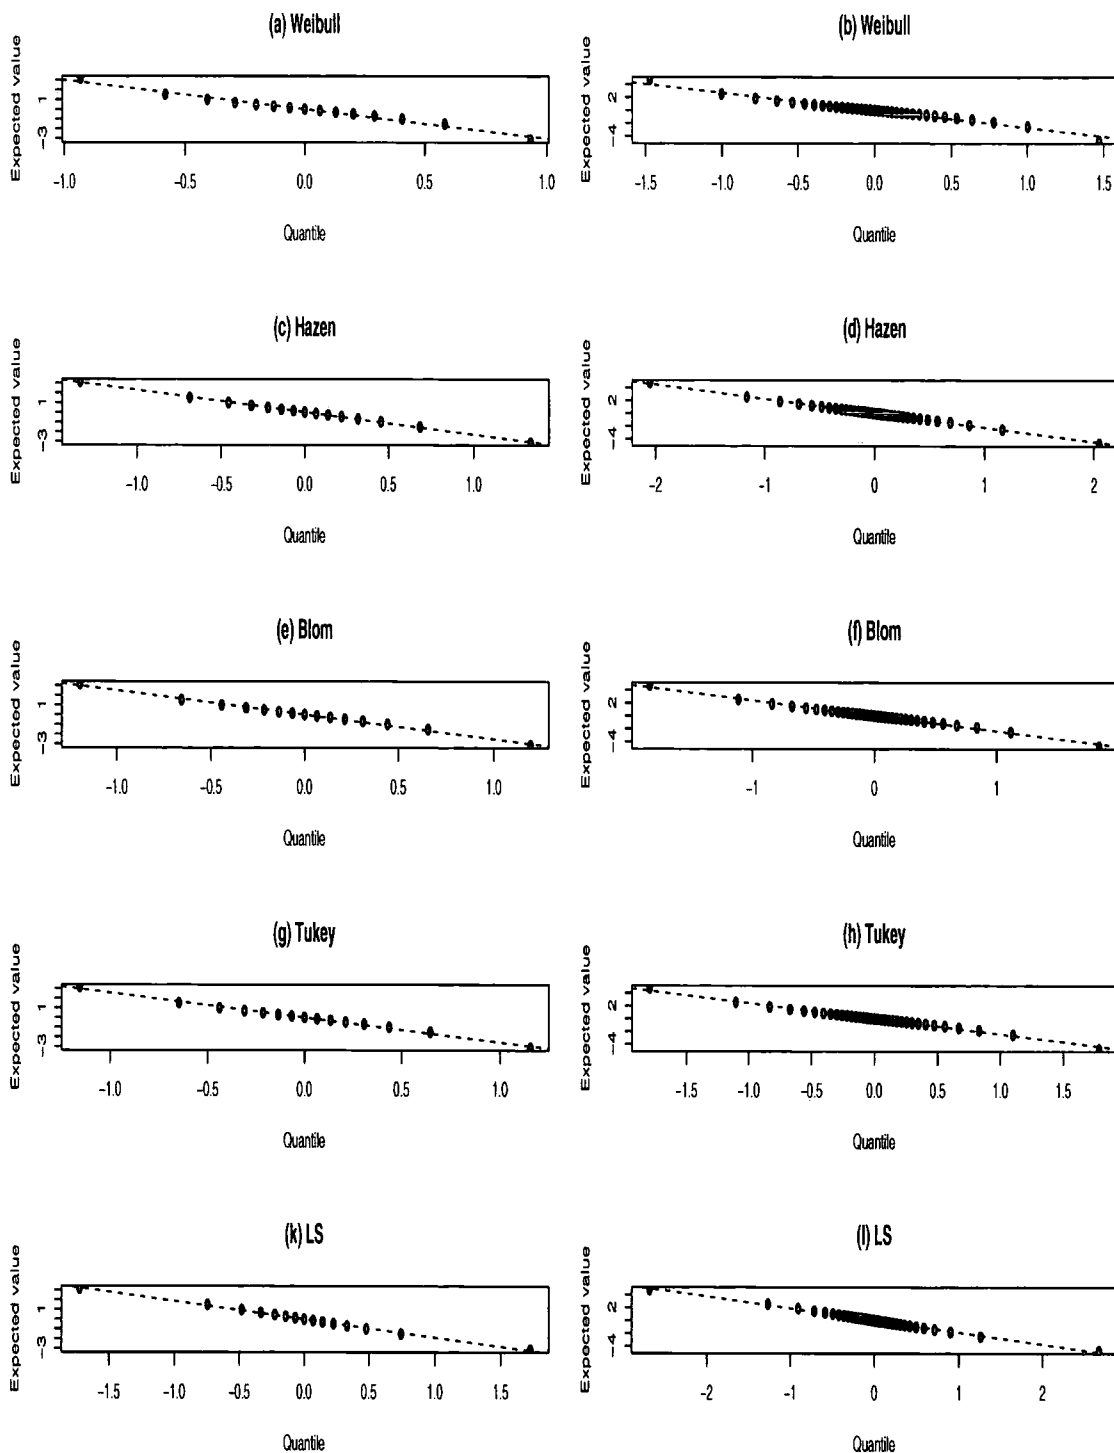 (a) Weibull
Expected value
1
-3
-1.0 -0.5 0.0 0.5 1.0
Quantile
(b) Weibull
Expected value
2
-4
-1.5 -1.0 -0.5 0.0 0.5 1.0 1.5
Quantile
(c) Hazen
Expected value
1
-3
-1.0 -0.5 0.0 0.5 1.0
Quantile
(d) Hazen
Expected value
2
-4
-2 -1 0 1 2
Quantile
(e) Blom
Expected value
1
-3
-1.0 -0.5 0.0 0.5 1.0
Quantile
(f) Blom
Expected value
2
-4
-1 0 1
Quantile
(g) Tukey
Expected value
1
-3
-1.0 -0.5 0.0 0.5 1.0
Quantile
(h) Tukey
Expected value
2
-4
-1.5 -1.0 -0.5 0.0 0.5 1.0 1.5
Quantile
(k) LS
Expected value
1
-3
-1.5 -1.0 -0.5 0.0 0.5 1.0 1.5
Quantile
(l) LS
Expected value
2
-4
-2 -1 0 1 2
Quantile